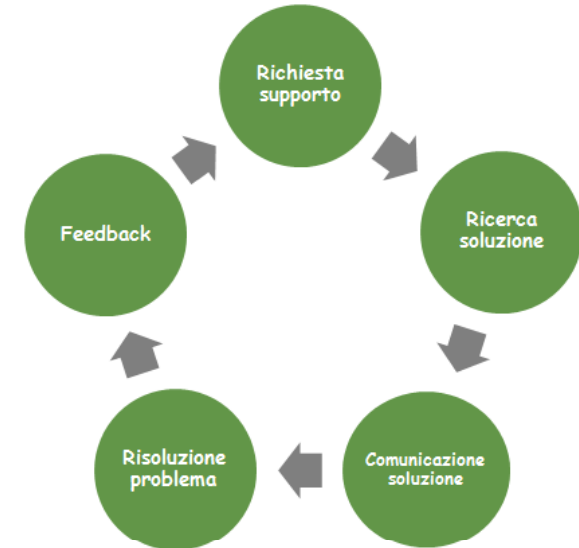 Richiesta
supporto
Ricerca
soluzione
Comunicazione
soluzione
Risoluzione
problema
Feedback